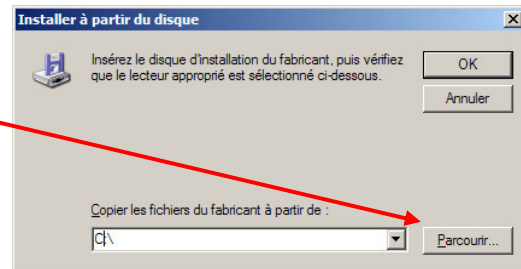 Installer à partir du disque
Insérez le disque d'installation du fabricant, puis vérifiez
que le lecteur approprié est sélectionné ci-dessous.
OK
Annuler
Copier les fichiers du fabricant à partir de :
C:\
Parcourir...